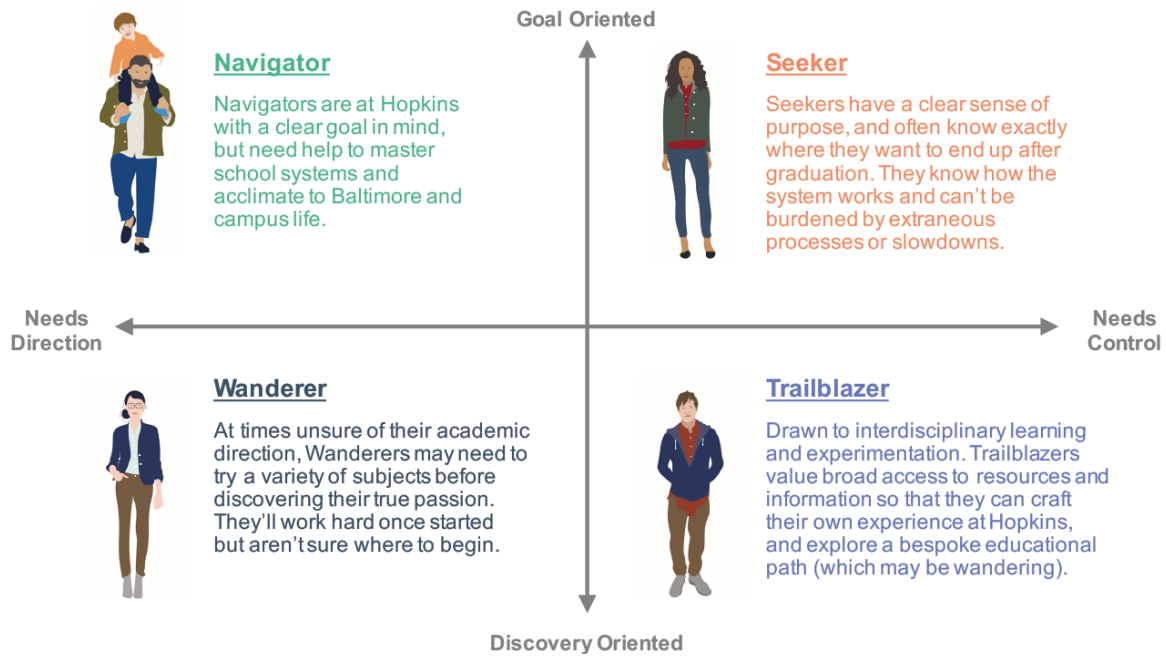 Goal Oriented
Navigator
Navigators are at Hopkins
with a clear goal in mind,
but need help to master
school systems and
acclimate to Baltimore and
campus life.
Seeker
Seekers have a clear sense of
purpose, and often know exactly
where they want to end up after
graduation. They know how the
system works and can't be
burdened by extraneous
processes or slowdowns.
Needs
Direction
Needs
Control
Wanderer
At times unsure of their academic
direction, Wanderers may need to
try a variety of subjects before
discovering their true passion.
They'll work hard once started
but aren't sure where to begin.
Trailblazer
Drawn to interdisciplinary learning
and experimentation. Trailblazers
value broad access to resources and
information so that they can craft
their own experience at Hopkins,
and explore a bespoke educational
path (which may be wandering).
Discovery Oriented